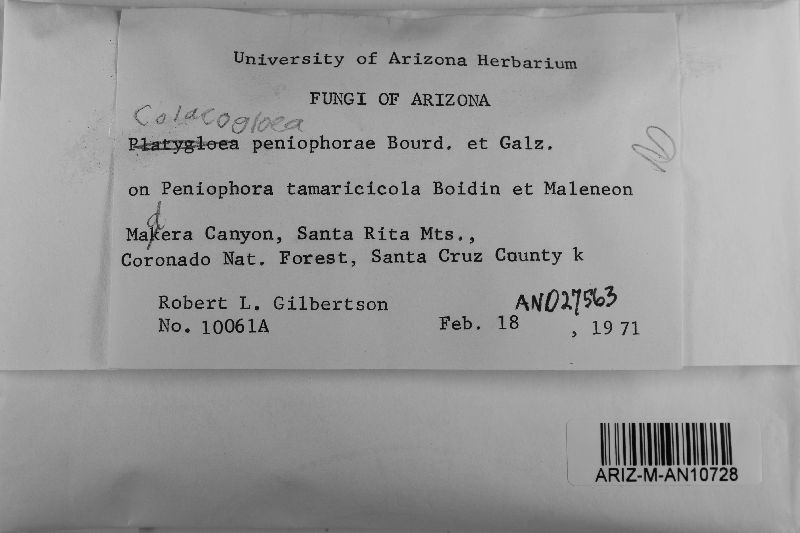 University of Arizona Herbarium
FUNGI OF ARIZONA
Colacogloea
Platygloea peniophorae Bourd. et Galz.
on Peniophora tamaricicola Boidin et Maleneon
Madera Canyon, Santa Rita Mts.,
Coronado Nat. Forest, Santa Cruz County k
Robert L. Gilbertson
AN027563
No. 10061A
Feb. 18 , 1971
ARIZ-M-AN10728